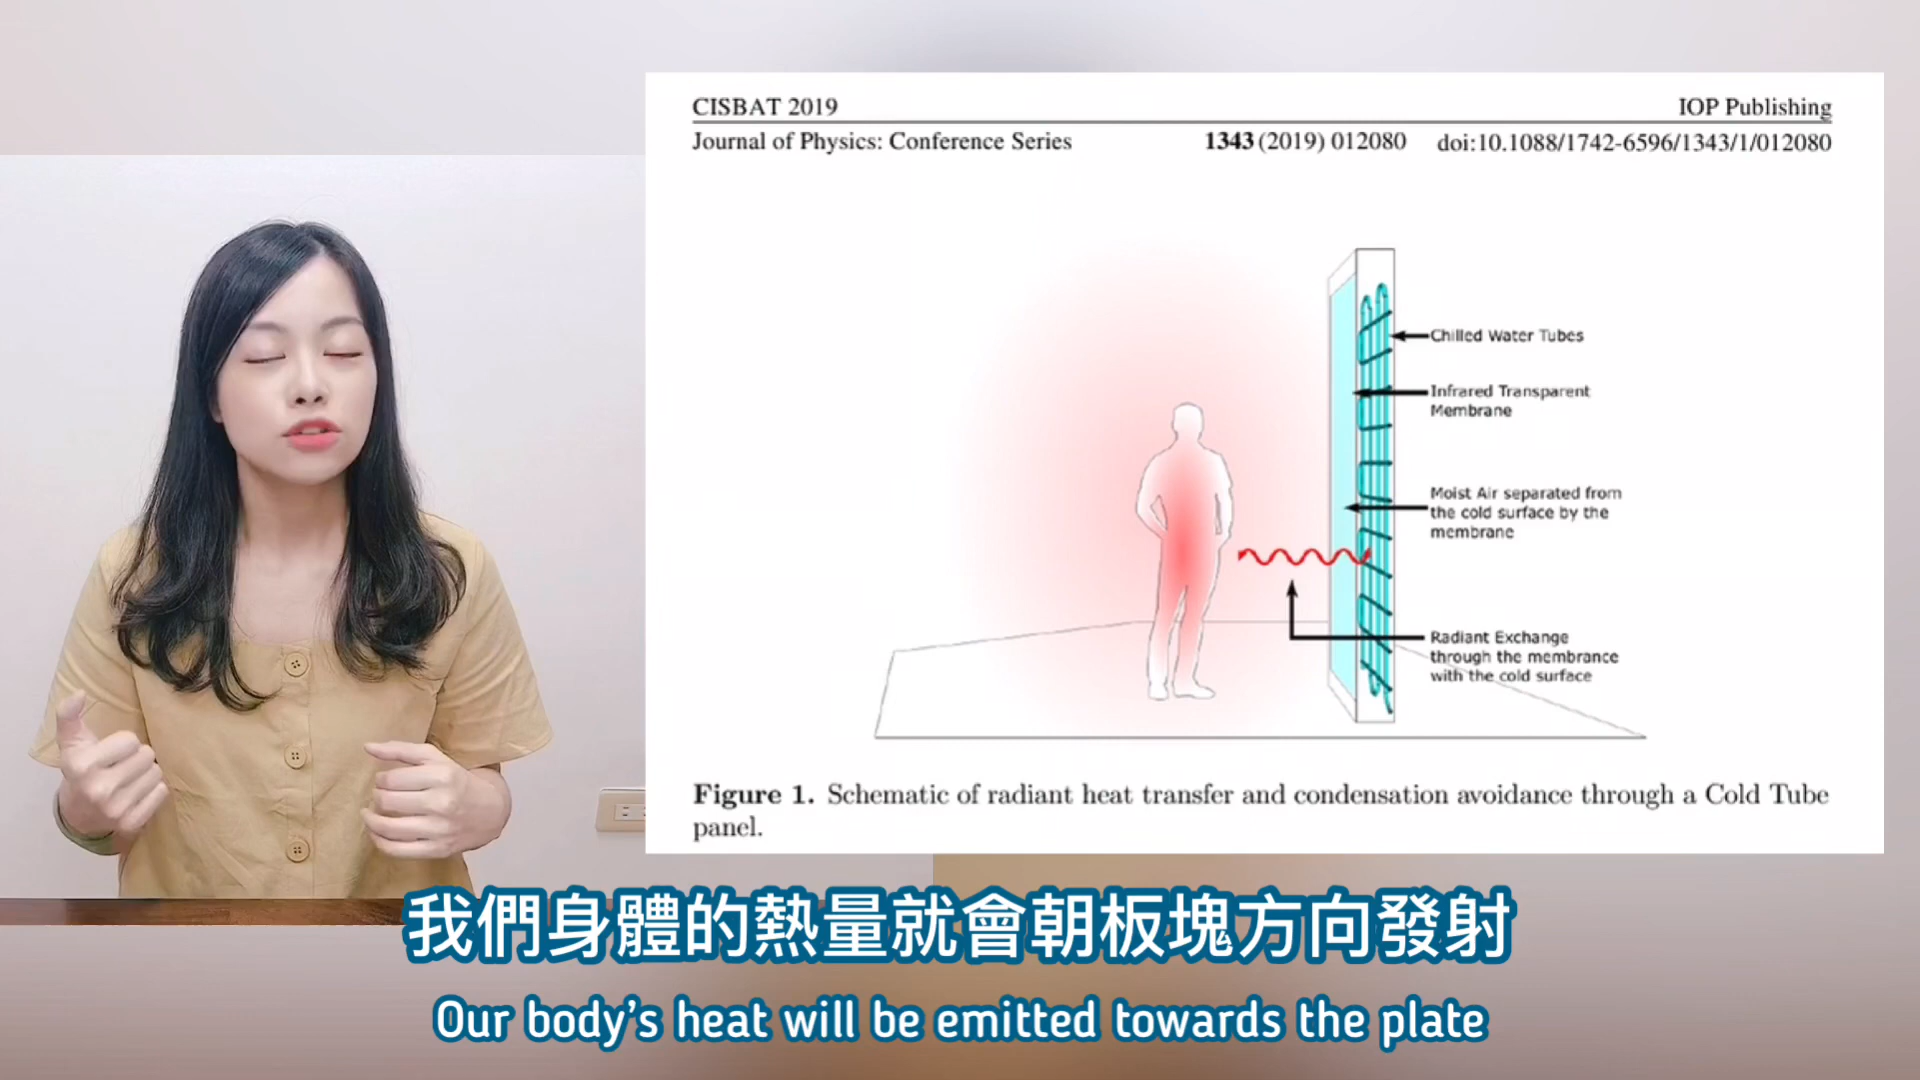 CISBAT 2019
IOP Publishing
Journal of Physics: Conference Series
1343 (2019) 012080
doi:10.1088/1742-6596/1343/1/012080
Chilled Water Tubes
Infrared Transparent
Membrane
Moist Air separated from
the cold surface by the
membrane
Radiant Exchange
through the membrance
with the cold surface
Figure 1. Schematic of radiant heat transfer and condensation avoidance through a Cold Tube
panel.
我們身體的熱量就會朝板塊方向發射
Our body's heat will be emitted towards the plate